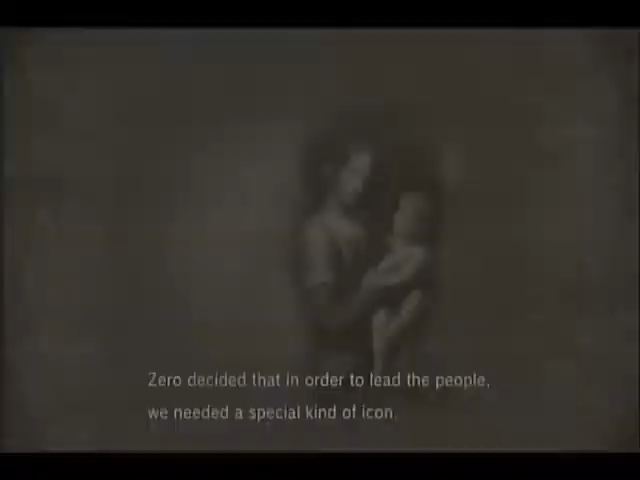 Zero decided that in order to lead the people,
we needed a special kind of icon.